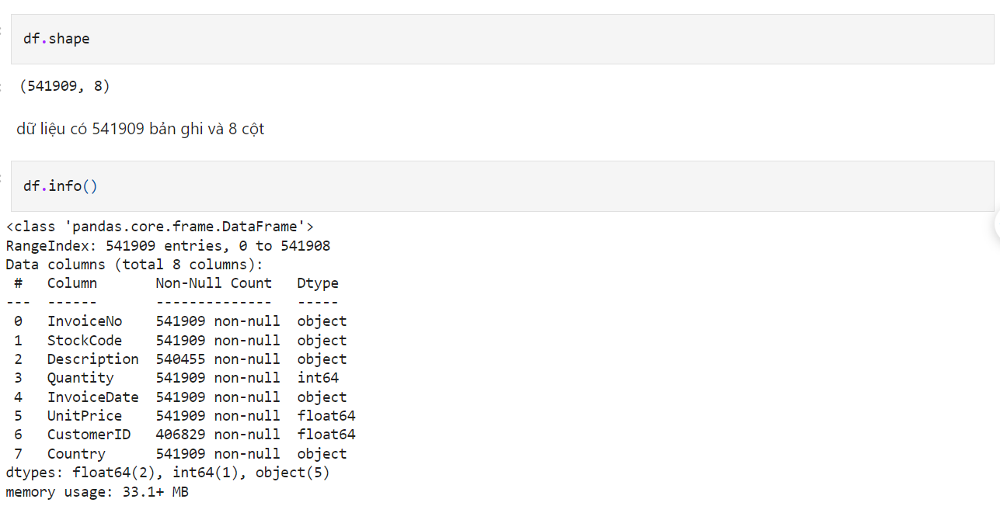 df.shape
(541909, 8)
dữ liệu có 541909 bản ghi và 8 cột
df.info()
<class 'pandas.core.frame.DataFrame'>
RangeIndex: 541909 entries, 0 to 541908
Data columns (total 8 columns):
 #   Column       Non-Null Count   Dtype
---  ------       --------------   -----
 0   InvoiceNo    541909 non-null  object
 1   StockCode    541909 non-null  object
 2   Description  540455 non-null  object
 3   Quantity     541909 non-null  int64
 4   InvoiceDate  541909 non-null  object
 5   UnitPrice    541909 non-null  float64
 6   CustomerID   406829 non-null  float64
 7   Country      541909 non-null  object
dtypes: float64(2), int64(1), object(5)
memory usage: 33.1+ MB